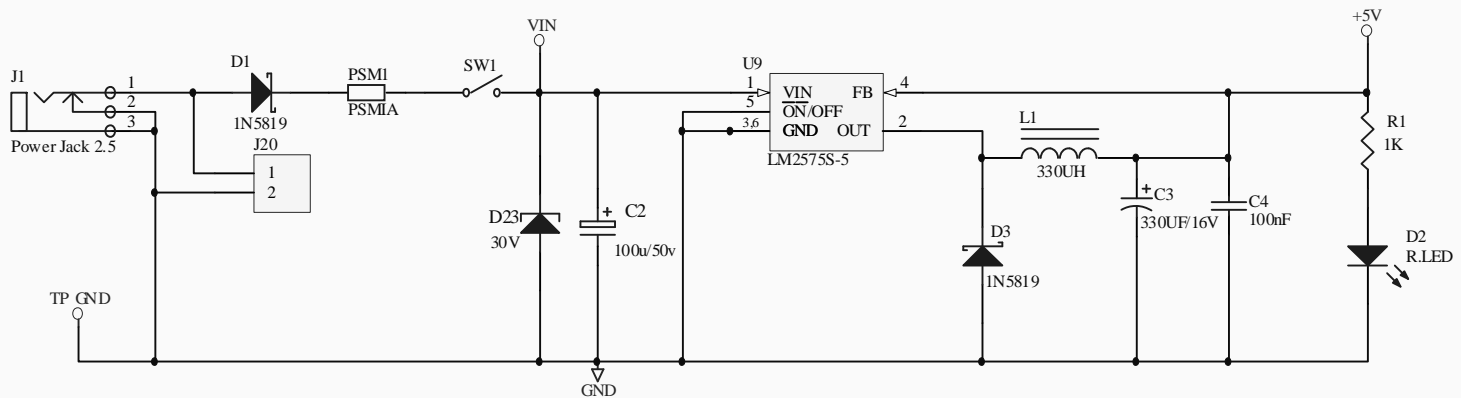 VIN
+5V
J1
D1
PSM1
SW1
U9
1
2
3
PSMIA
1N5819
Power Jack 2.5
J20
1
2
1
5
3,6
VIN
FB
ON/OFF
GND
OUT
4
2
LM2575S-5
L1
330UH
R1
1K
D23
30V
+
C2
100u/50v
D3
1N5819
+
C3
330UF/16V
C4
100nF
D2
R.LED
TP GND
GND